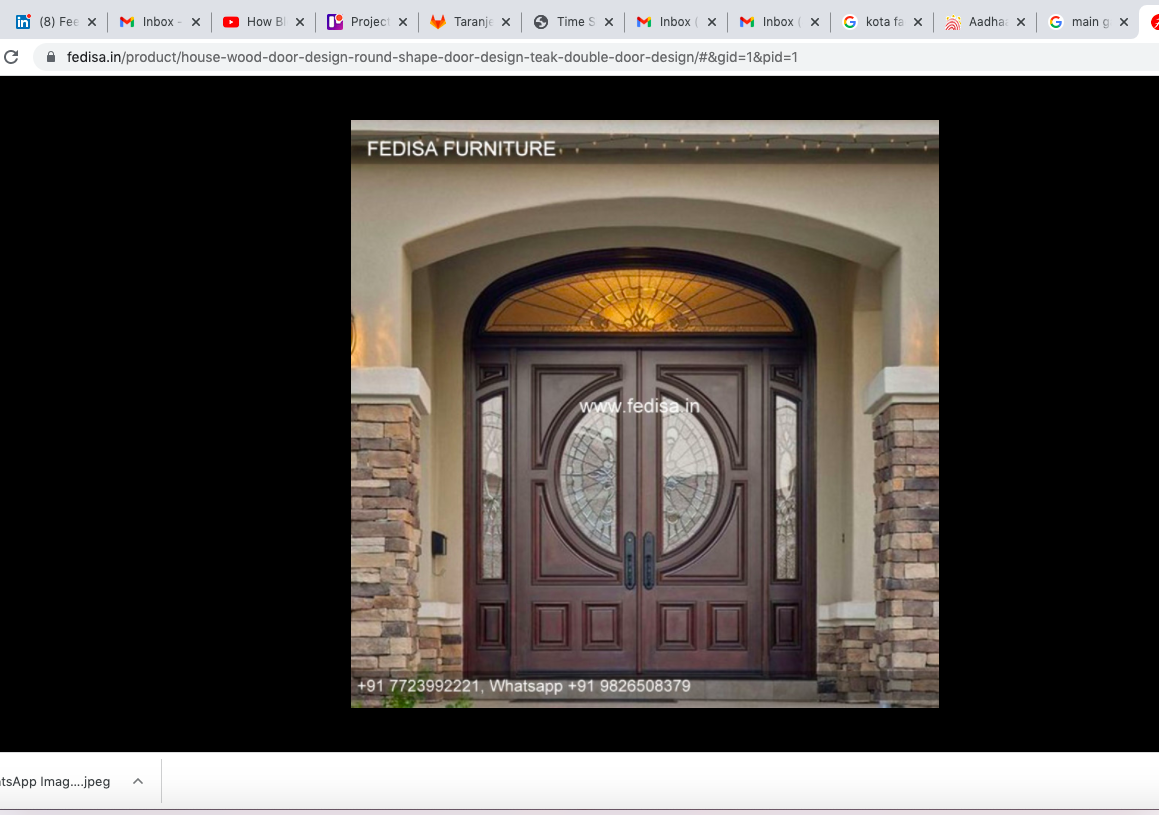 (8) Fee
Inbox -
How Bl
Project
Taranje
Time S
Inbox (
Inbox (
kota fa
Aadhaa
main g
fedisa.in/product/house-wood-door-design-round-shape-door-design-teak-double-door-design/#&gid=1&pid=1
FEDISA FURNITURE
www.fedisa.in
+91 7723992221, Whatsapp +91 9826508379
tsApp Imag....jpeg